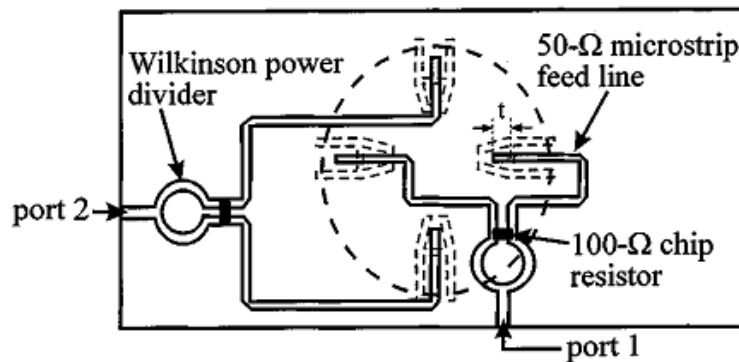 Wilkinson power
divider
50-Ω microstrip
feed line
t
port 2
100-Ω chip
resistor
port 1